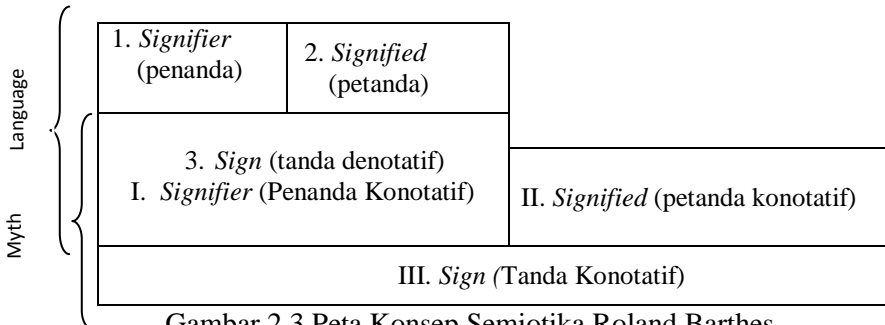 Language
Myth
1. Signifier
(penanda)
2. Signified
(petanda)
3. Sign (tanda denotatif)
I. Signifier (Penanda Konotatif)
II. Signified (petanda konotatif)
III. Sign (Tanda Konotatif)
Gambar 2.3 Peta Konsep Semiotika Roland Barthes